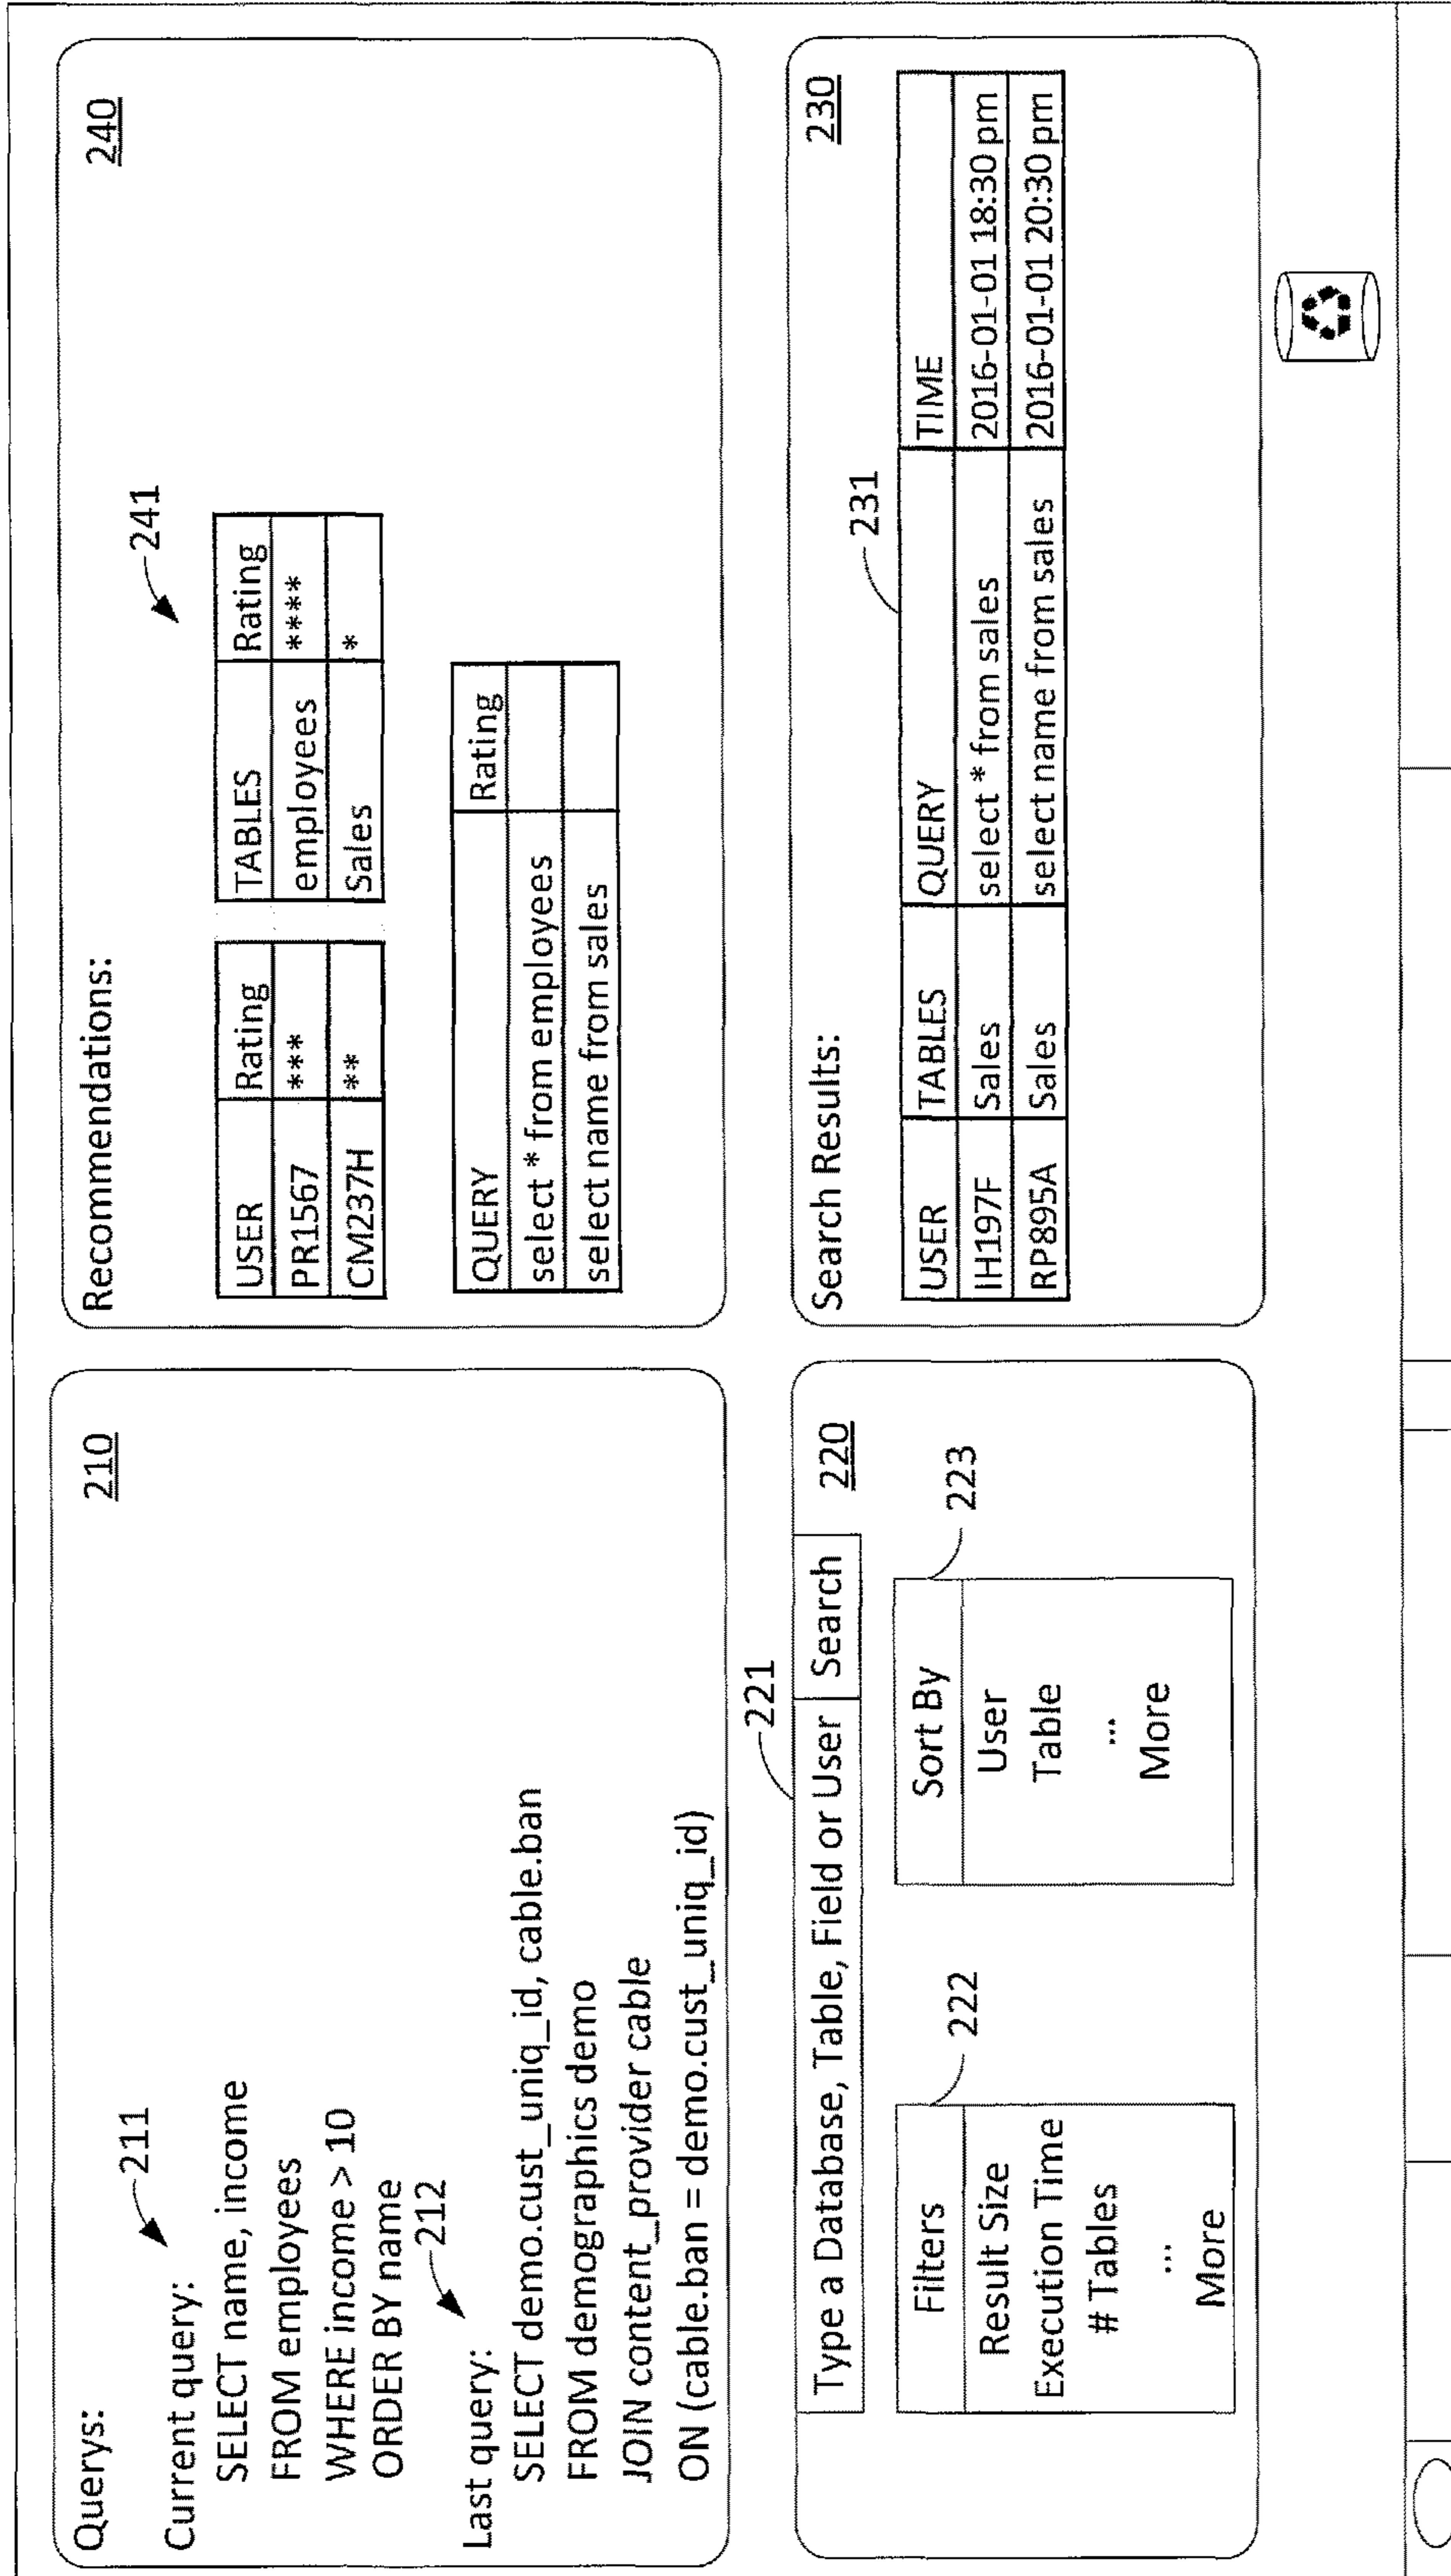 Querys:
210
Current query:
211
SELECT name, income
FROM employees
WHERE income > 10
ORDER BY name
Last query:
212
SELECT demo.cust_uniq_id, cable.ban
FROM demographics demo
JOIN content_provider cable
ON (cable.ban = demo.cust_uniq_id)
Recommendations:
240
241
USER Rating TABLES Rating
PR1567 *** employees ****
CM237H ** Sales *
QUERY Rating
select * from employees
select name from sales
221
Type a Database, Table, Field or User Search
220
222
223
Filters
Result Size
Execution Time
# Tables
...
More
Sort By
User
Table
...
More
Search Results:
230
231
USER TABLES QUERY TIME
IH197F Sales select * from sales 2016-01-01 18:30 pm
RP895A Sales select name from sales 2016-01-01 20:30 pm